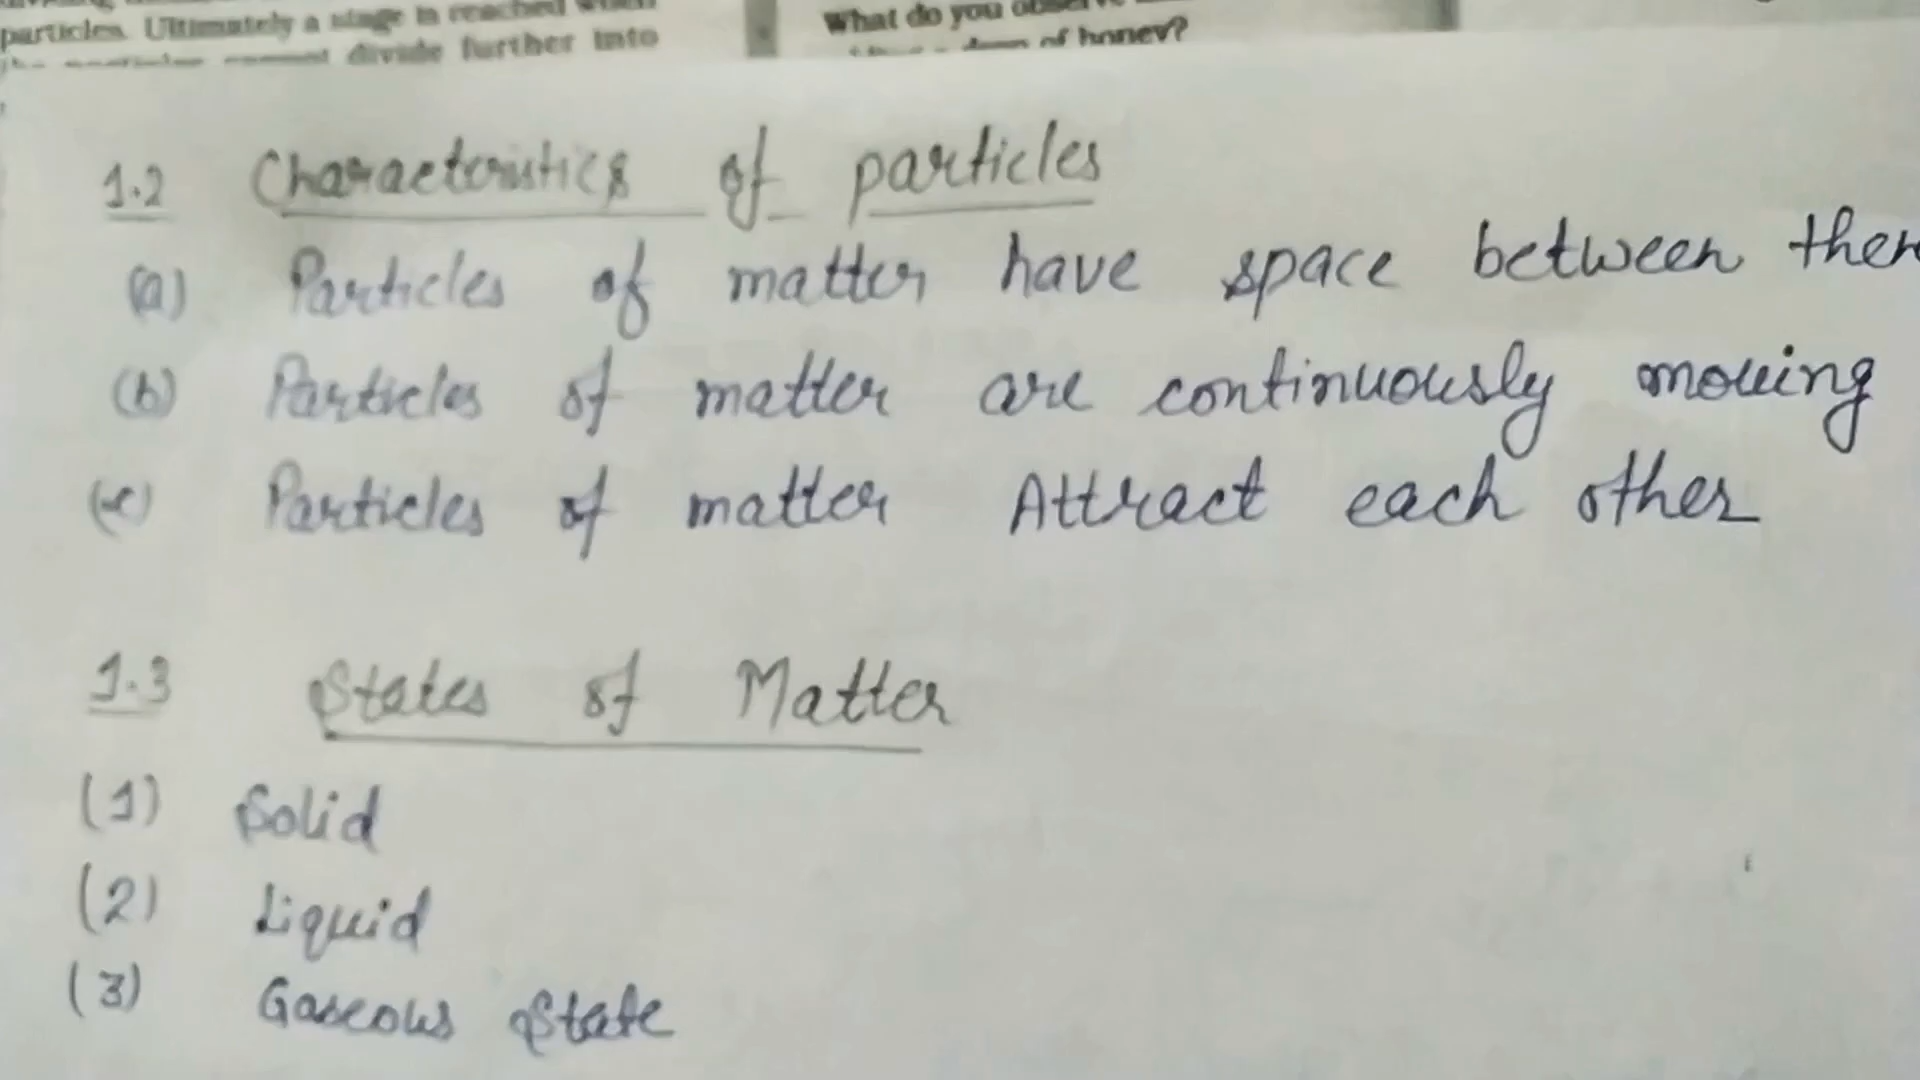 particles. Ultimately a stage is reached when
divide further into
What do you observe
of honey?
1.2 Characteristics of particles
(a) Particles of matter have space between them
(b) Particles of matter are continuously moving
(c) Particles of matter Attract each other
1.3 States of Matter
(1) Solid
(2) Liquid
(3) Gaseous State